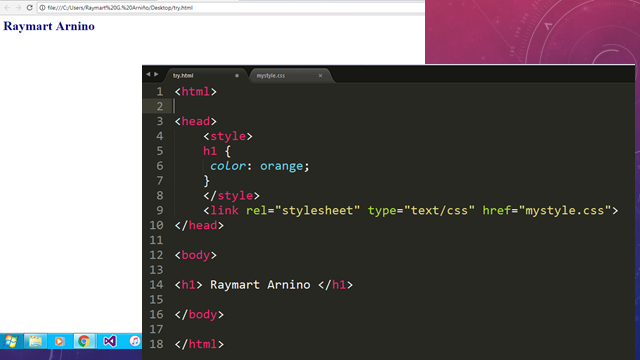 file:///C:/Users/Raymart%20G.%20Arniño/Desktop/try.html
Raymart Arnino
try.html
mystyle.css
1 <html>
2
3 <head>
4 <style>
5 h1 {
6 color: orange;
7 }
8 </style>
9 <link rel="stylesheet" type="text/css" href="mystyle.css">
10 </head>
11
12 <body>
13
14 <h1> Raymart Arnino </h1>
15
16 </body>
17
18 </html>